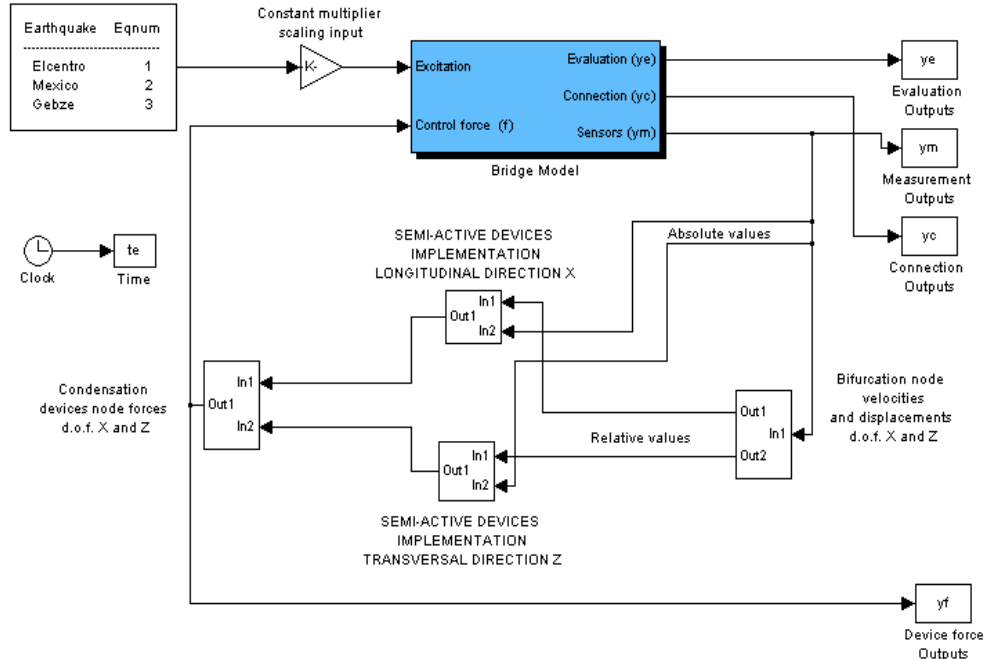 Earthquake Eqnum
Elcentro 1
Mexico 2
Gebze 3
Constant multiplier
scaling input
K-
Excitation
Control force (f)
Evaluation (ye)
Connection (yc)
Sensors (ym)
Bridge Model
ye
Evaluation
Outputs
ym
Measurement
Outputs
yc
Connection
Outputs
Clock
te
Time
SEMI-ACTIVE DEVICES
IMPLEMENTATION
LONGITUDINAL DIRECTION X
Absolute values
In1
Out1
In2
Condensation
devices node forces
d.o.f. X and Z
In1
Out1
In2
Relative values
In1
Out1
In2
Out1
In1
Out2
Bifurcation node
velocities
and displacements
d.o.f. X and Z
SEMI-ACTIVE DEVICES
IMPLEMENTATION
TRANSVERSAL DIRECTION Z
yf
Device force
Outputs